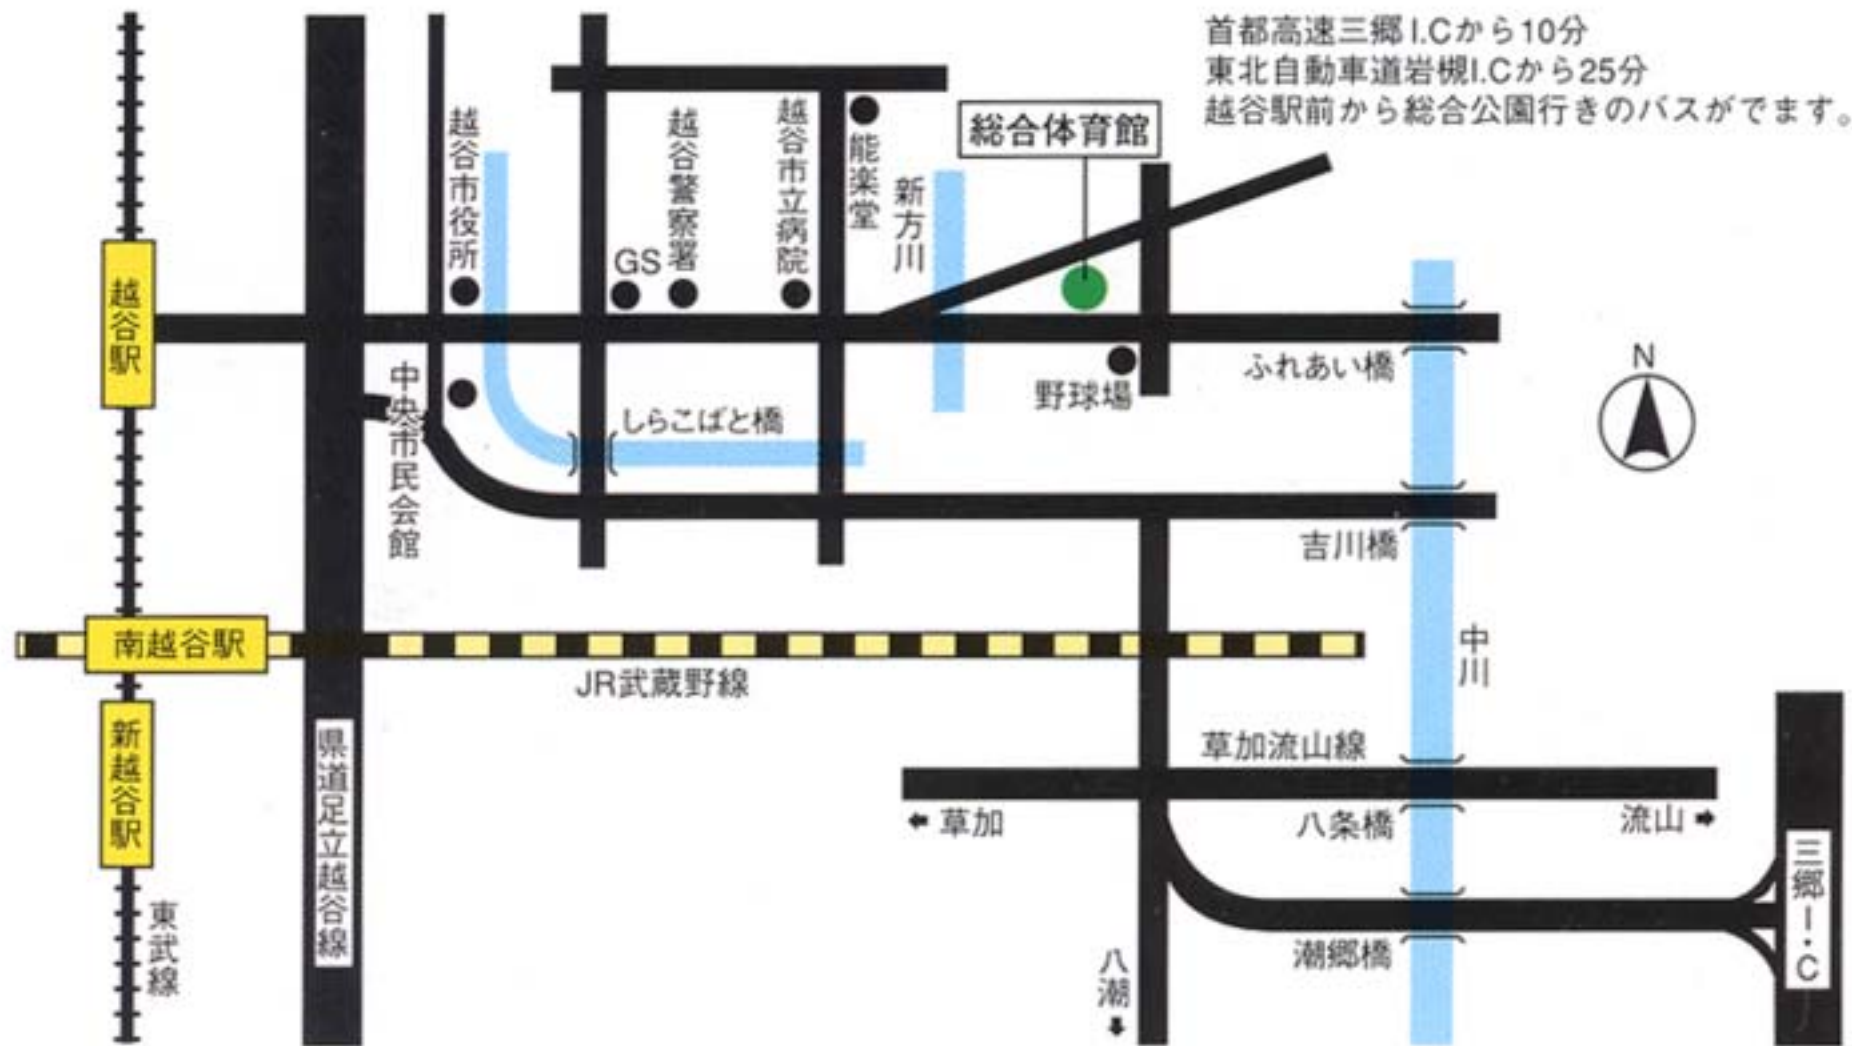 首都高速三郷I.Cから10分
東北自動車道岩槻I.Cから25分
越谷駅前から総合公園行きのバスがでます。
総合体育館
越谷市役所
GS
越谷警察署
越谷市立病院
能楽堂
新方川
越谷駅
中央市民会館
しらこばと橋
野球場
ふれあい橋
N
吉川橋
南越谷駅
JR武蔵野線
中川
新越谷駅
県道足立越谷線
草加流山線
草加
八条橋
流山
三郷I・C
東武線
八潮
潮郷橋